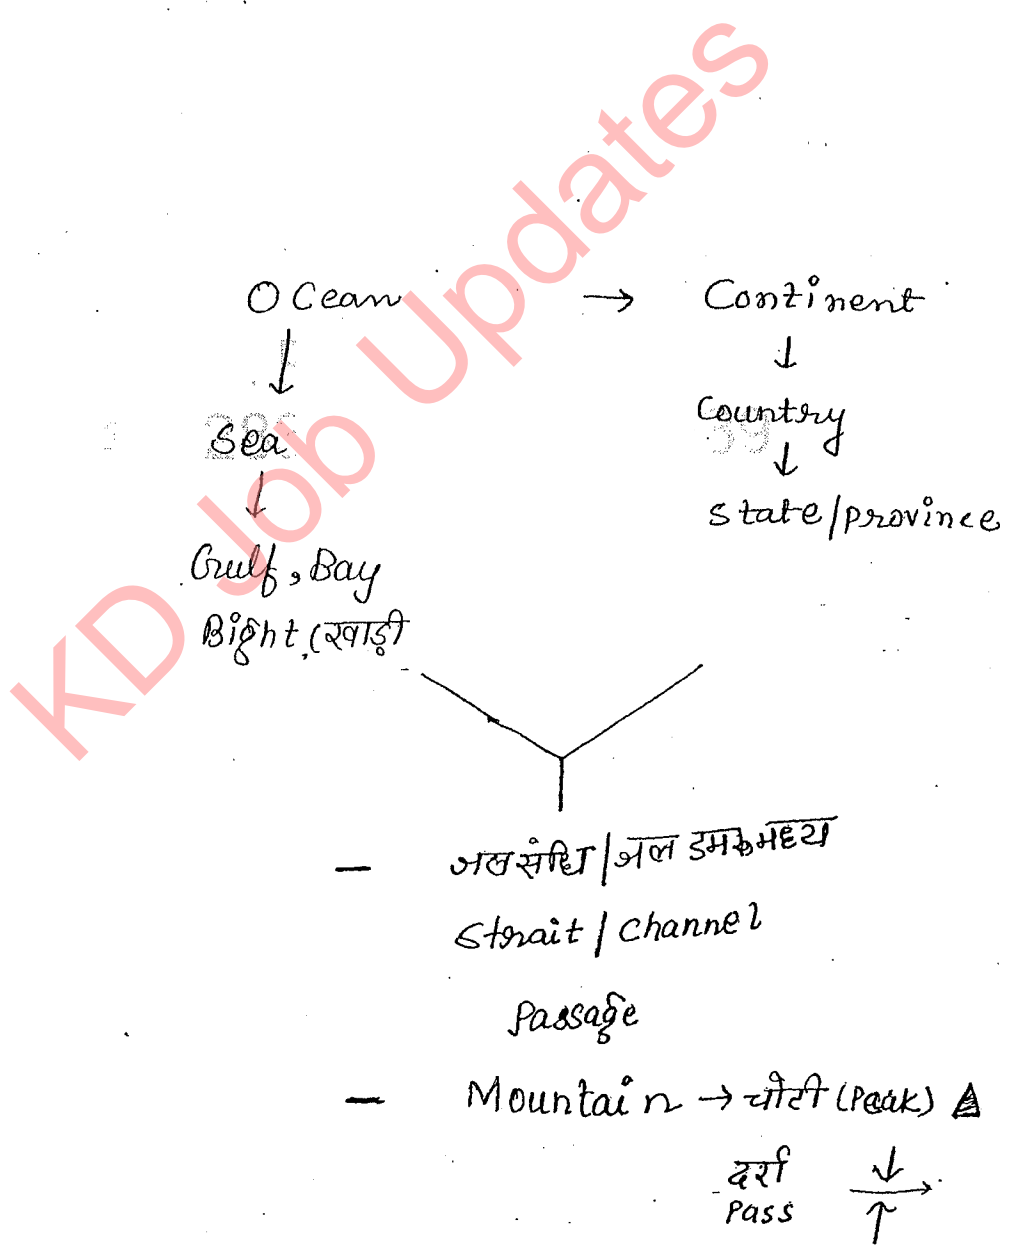 Ocean → Continent
↓ ↓
Sea Country
↓ ↓
Gulf, Bay State/Province
Bight, (खाड़ी
— जलसंधि/जल डमरूमध्य
Strait / Channel
Passage
— Mountain → चोटी (Peak)
दर्रा
Pass
KD Job Updates